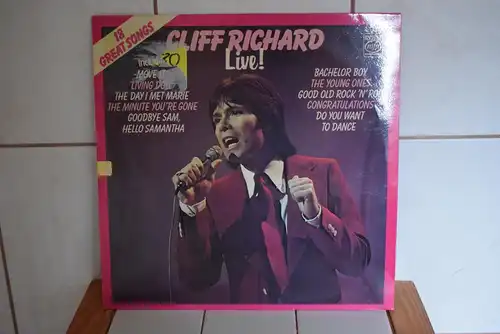 18
GREAT SONGS
CLIFF RICHARD
Live!
MOVE IT
LIVING DOLL
THE DAY I MET MARIE
THE MINUTE YOU'RE GONE
GOODBYE SAM,
HELLO SAMANTHA
BACHELOR BOY
THE YOUNG ONES
GOOD OLD ROCK 'N' ROLL
CONGRATULATIONS
DO YOU WANT
TO DANCE